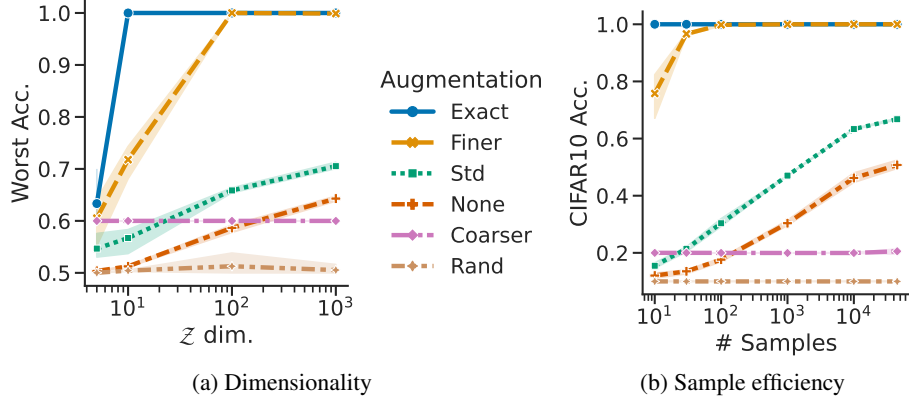 1.0
0.9
0.8
0.7
0.6
0.5
Worst Acc.
10¹
10²
10³
𝒵 dim.
Augmentation
Exact
Finer
Std
None
Coarser
Rand
1.0
0.8
0.6
0.4
0.2
CIFAR10 Acc.
10¹
10²
10³
10⁴
# Samples
(a) Dimensionality
(b) Sample efficiency